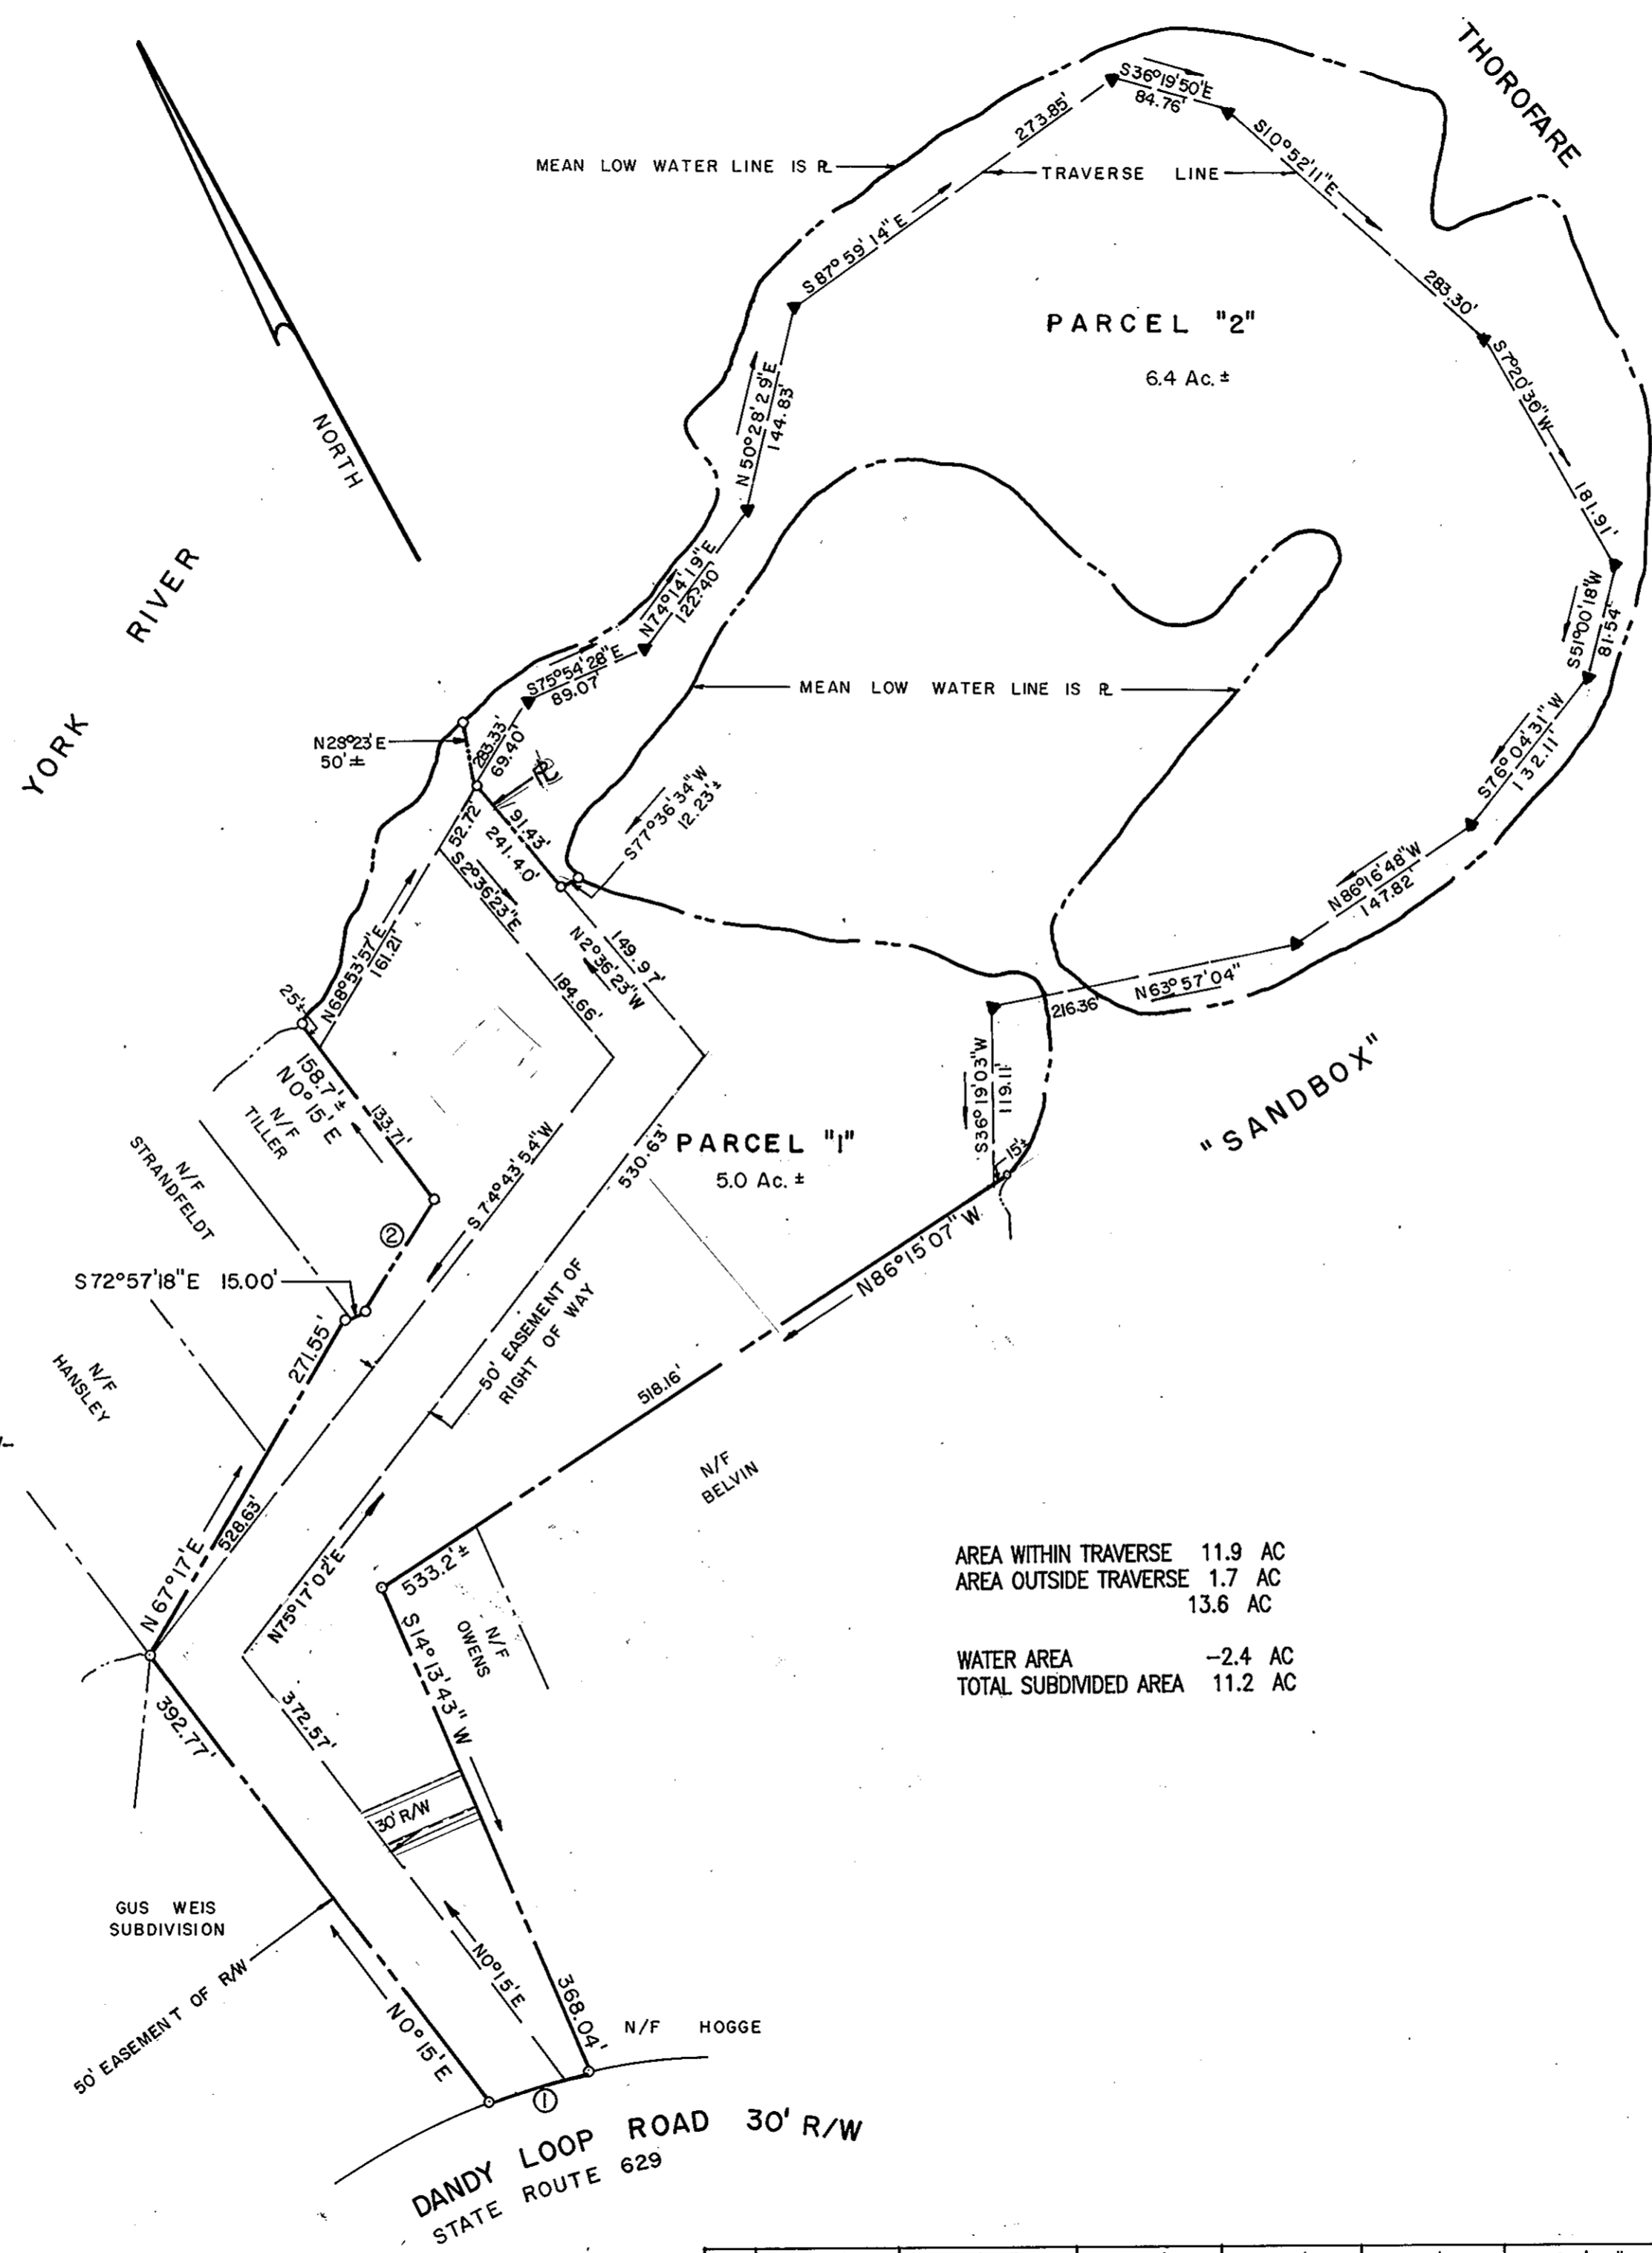 THOROFARE
S36°19'50"E
84.76'
273.85'
S10°52'11"E
MEAN LOW WATER LINE IS ⅊
TRAVERSE LINE
S87°59'14"E
283.30'
PARCEL "2"
6.4 Ac. ±
S7°20'30"W
181.91'
N50°28'29"E
144.83'
NORTH
RIVER
YORK
N74°14'19"E
122.40'
S51°00'18"W
81.54'
S75°54'28"E
89.07'
MEAN LOW WATER LINE IS ⅊
S76°04'31"W
132.11'
N28°23'E
50'±
283.33'
69.40'
⅊
S77°36'34"W
12.23'±
52.72'
91.43'
241.40'
S2°36'23"E
N86°16'48"W
147.82'
149.97'
N2°36'23"W
184.66'
N68°53'57"E
161.21'
25'±
N63°57'04"
216.36'
158.7'±
N0°15'E
133.71'
N/F
TILLER
S36°19'03"W
119.11'
15'±
"SANDBOX"
PARCEL "1"
5.0 Ac. ±
S74°43'54"W
530.63'
N/F
STRANDFELDT
②
N86°15'07"W
S72°57'18"E 15.00'
50' EASEMENT OF
RIGHT OF WAY
271.55'
N/F
HANSLEY
518.16'
N/F
BELVIN
N67°17'E
528.63'
N75°17'02"E
533.2'±
N/F
OWENS
S14°13'43"W
AREA WITHIN TRAVERSE 11.9 AC
AREA OUTSIDE TRAVERSE 1.7 AC
13.6 AC
WATER AREA -2.4 AC
TOTAL SUBDIVIDED AREA 11.2 AC
392.77'
372.57'
30' R/W
GUS WEIS
SUBDIVISION
50' EASEMENT OF R/W
N0°15'E
N0°15'E
368.04'
N/F HOGGE
①
DANDY LOOP ROAD 30' R/W
STATE ROUTE 629